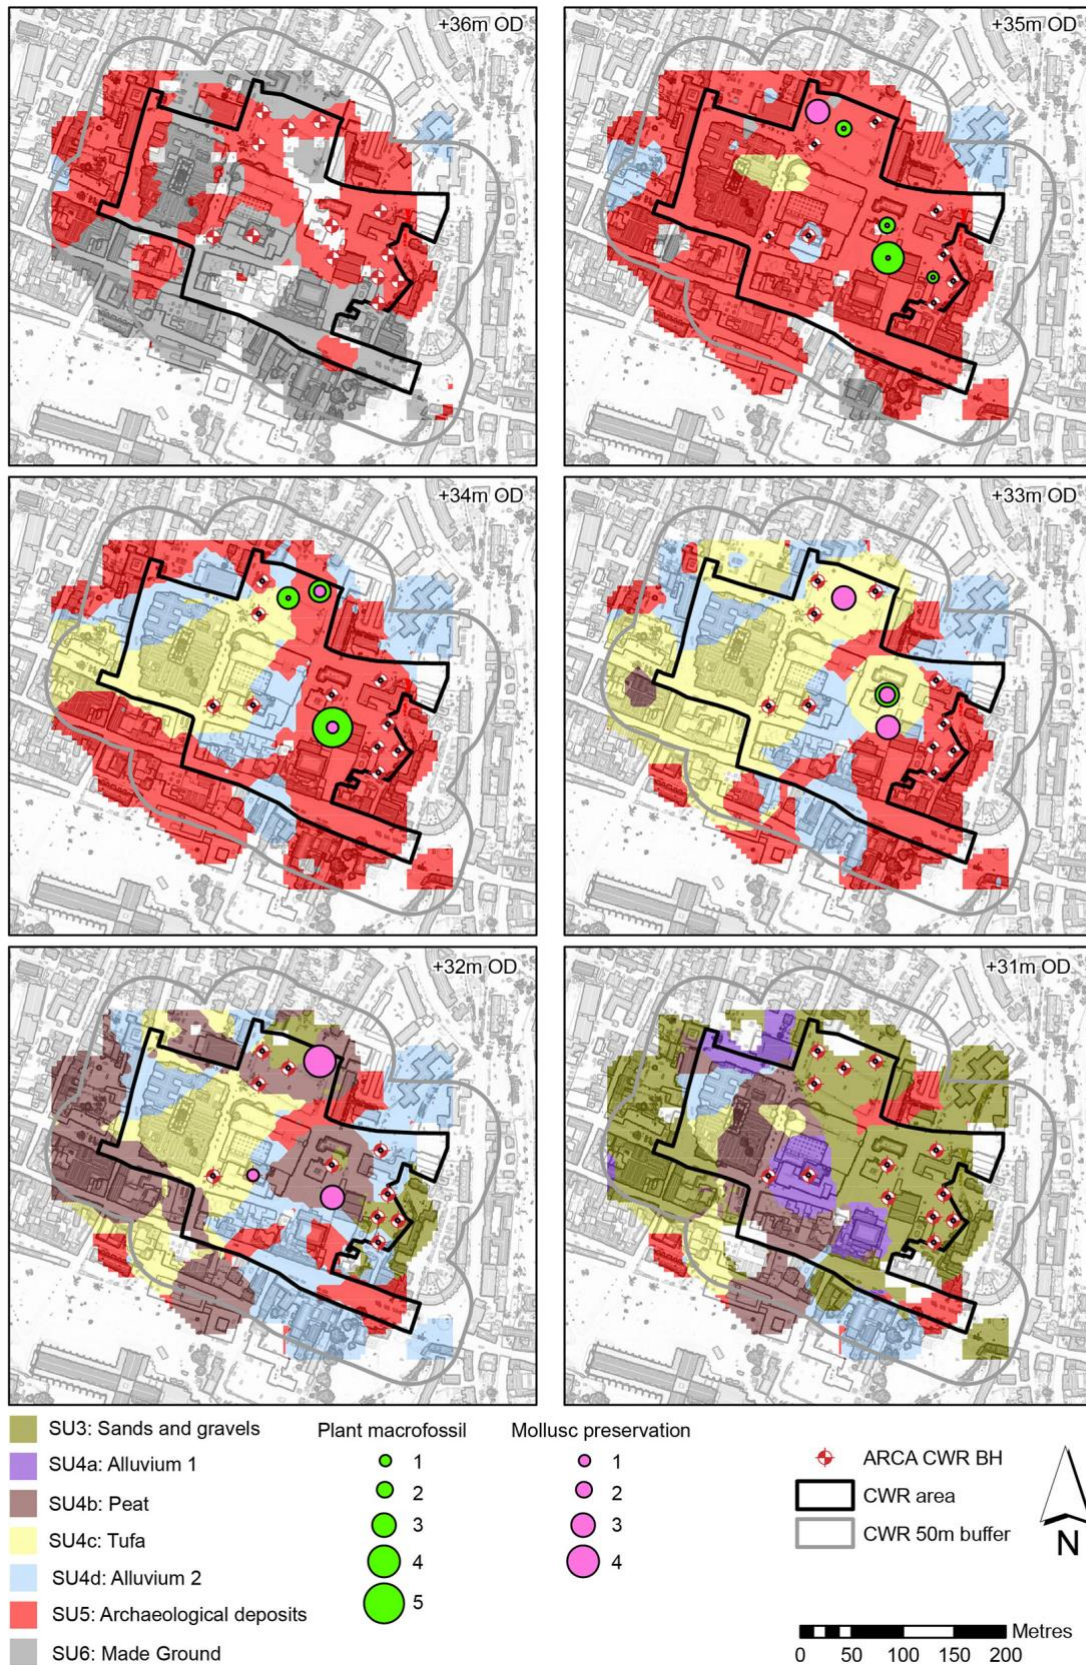 +36m OD
+35m OD
+34m OD
+33m OD
+32m OD
+31m OD
SU3: Sands and gravels
SU4a: Alluvium 1
SU4b: Peat
SU4c: Tufa
SU4d: Alluvium 2
SU5: Archaeological deposits
SU6: Made Ground
Plant macrofossil
1
2
3
4
5
Mollusc preservation
1
2
3
4
ARCA CWR BH
CWR area
CWR 50m buffer
N
Metres
0 50 100 150 200